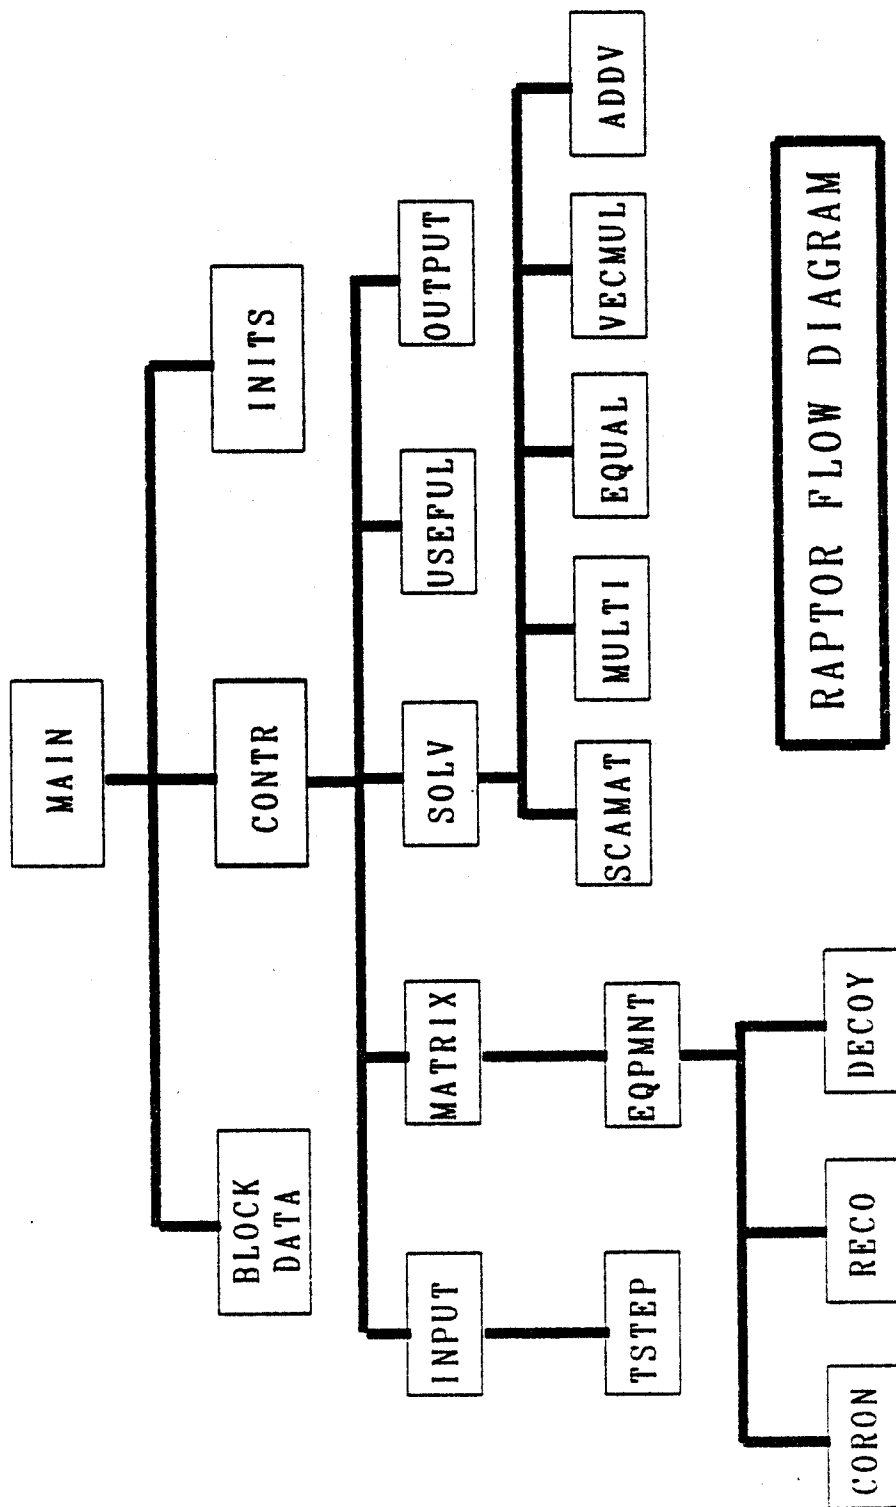 MAIN
BLOCK
DATA
CONTR
INITS
INPUT
MATRIX
SOLV
USEFUL
OUTPUT
TSTEP
EQPMNT
SCAMAT
MULTI
EQUAL
VECMUL
ADDV
CORON
RECO
DECOY
RAPTOR FLOW DIAGRAM